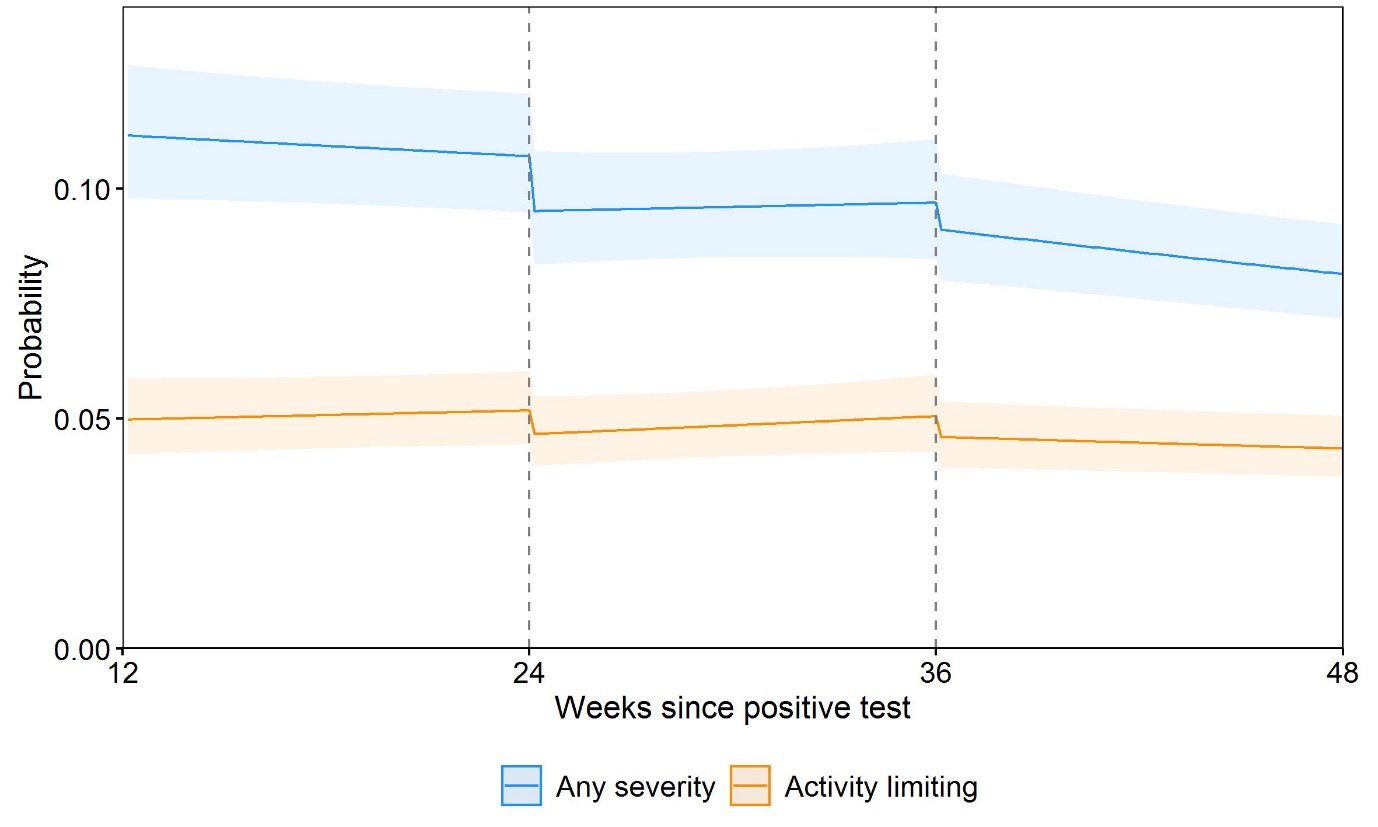 Probability
0.10
0.05
0.00
12 24 36 48
Weeks since positive test
Any severity Activity limiting